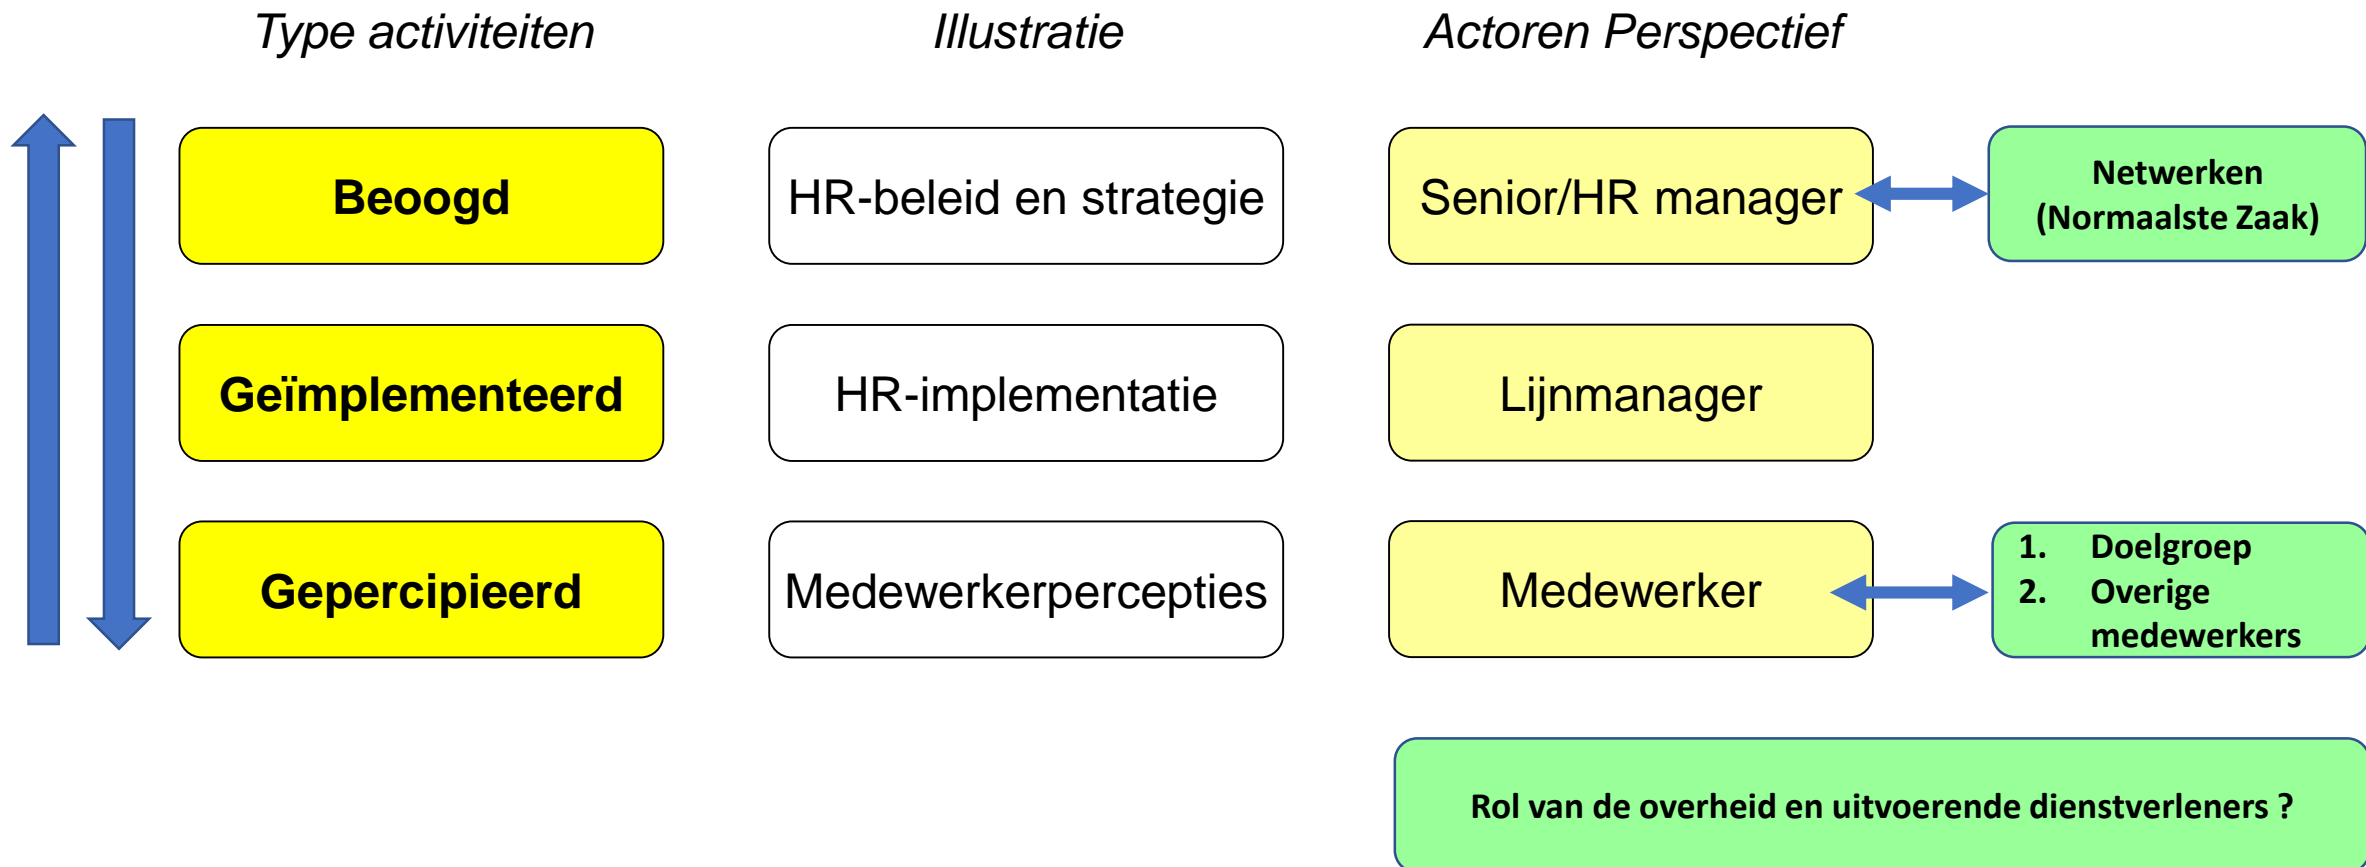 Type activiteiten
Illustratie
Actoren Perspectief
Beoogd
HR-beleid en strategie
Senior/HR manager
Netwerken
(Normaalste Zaak)
Geïmplementeerd
HR-implementatie
Lijnmanager
Gepercipieerd
Medewerkerpercepties
Medewerker
1. Doelgroep
2. Overige
medewerkers
Rol van de overheid en uitvoerende dienstverleners ?